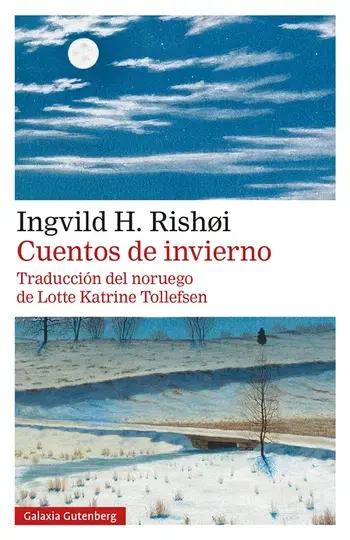 Ingvild H. Rishøi
Cuentos de invierno
Traducción del noruego
de Lotte Katrine Tollefsen
Galaxia Gutenberg